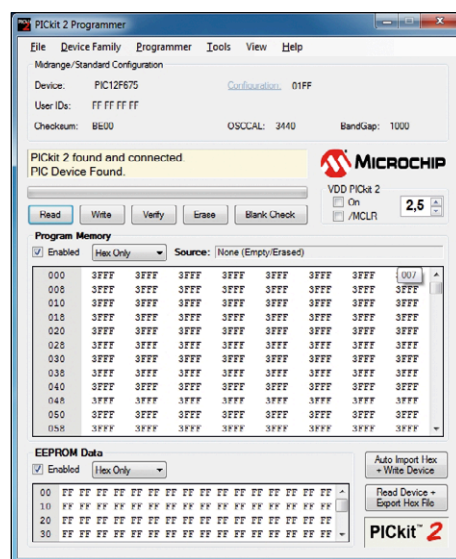 PICkit 2 Programmer
File Device Family Programmer Tools View Help
Midrange/Standard Configuration
Device: PIC12F675 Configuration: 01FF
User IDs: FF FF FF FF
Checksum: BE00 OSCCAL: 3440 BandGap: 1000
PICkit 2 found and connected.
PIC Device Found.
MICROCHIP
VDD PICkit 2
On
/MCLR
2,5
Read Write Verify Erase Blank Check
Program Memory
Enabled Hex Only Source: None (Empty/Erased)
000 3FFF 3FFF 3FFF 3FFF 3FFF 3FFF 3FFF 007
008 3FFF 3FFF 3FFF 3FFF 3FFF 3FFF 3FFF 3FFF
010 3FFF 3FFF 3FFF 3FFF 3FFF 3FFF 3FFF 3FFF
018 3FFF 3FFF 3FFF 3FFF 3FFF 3FFF 3FFF 3FFF
020 3FFF 3FFF 3FFF 3FFF 3FFF 3FFF 3FFF 3FFF
028 3FFF 3FFF 3FFF 3FFF 3FFF 3FFF 3FFF 3FFF
030 3FFF 3FFF 3FFF 3FFF 3FFF 3FFF 3FFF 3FFF
038 3FFF 3FFF 3FFF 3FFF 3FFF 3FFF 3FFF 3FFF
040 3FFF 3FFF 3FFF 3FFF 3FFF 3FFF 3FFF 3FFF
048 3FFF 3FFF 3FFF 3FFF 3FFF 3FFF 3FFF 3FFF
050 3FFF 3FFF 3FFF 3FFF 3FFF 3FFF 3FFF 3FFF
058 3FFF 3FFF 3FFF 3FFF 3FFF 3FFF 3FFF 3FFF
EEPROM Data
Enabled Hex Only
00 FF FF FF FF FF FF FF FF FF FF FF FF FF FF FF FF
10 FF FF FF FF FF FF FF FF FF FF FF FF FF FF FF FF
20 FF FF FF FF FF FF FF FF FF FF FF FF FF FF FF FF
30 FF FF FF FF FF FF FF FF FF FF FF FF FF FF FF FF
Auto Import Hex
+ Write Device
Read Device +
Export Hex File
PICkit™ 2